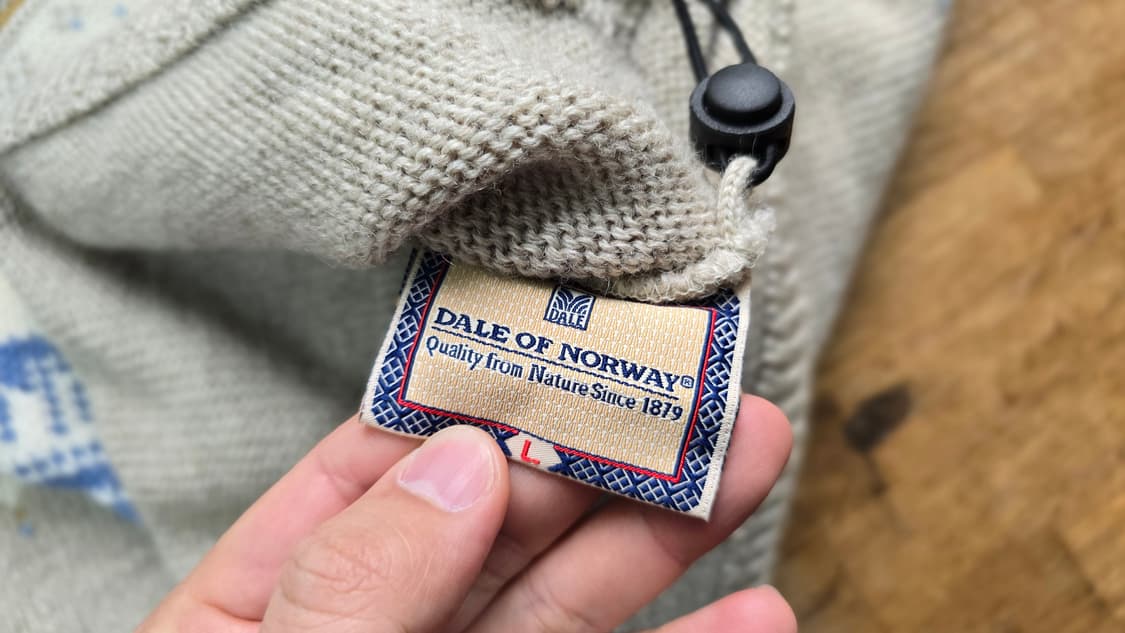 DALE
DALE OF NORWAY®
Quality from Nature Since 1879
L